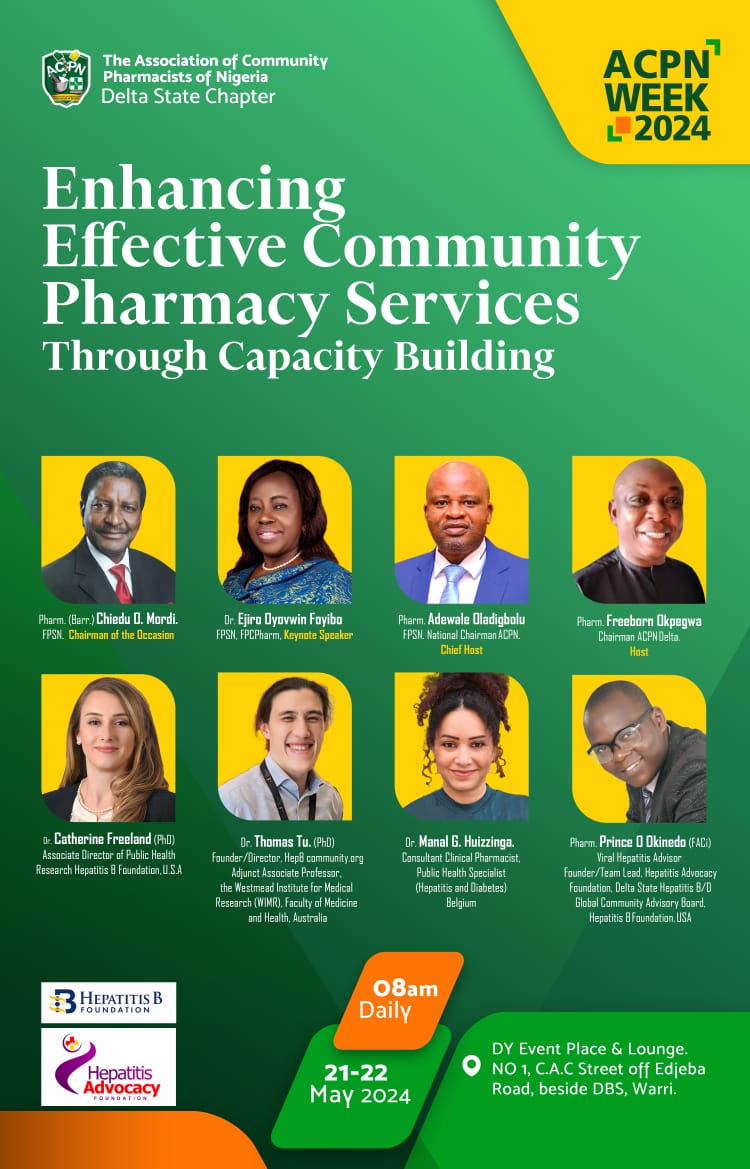 ACPN
The Association of Community
Pharmacists of Nigeria
Delta State Chapter
ACPN
WEEK
2024
Enhancing
Effective Community
Pharmacy Services
Through Capacity Building
Pharm. (Barr.) Chiedu O. Mordi.
FPSN. Chairman of the Occasion
Dr. Ejiro Oyovwin Foyibo
FPSN, FPCPharm, Keynote Speaker
Pharm. Adewale Oladigbolu
FPSN. National Chairman ACPN.
Chief Host
Pharm. Freeborn Okpegwa
Chairman ACPN Delta.
Host
Dr. Catherine Freeland (PhD)
Associate Director of Public Health
Research Hepatitis B Foundation, U.S.A
Dr. Thomas Tu. (PhD)
Founder/Director, HepB community.org
Adjunct Associate Professor,
the Westmead Institute for Medical
Research (WIMR), Faculty of Medicine
and Health, Australia
Dr. Manal G. Huizzinga.
Consultant Clinical Pharmacist,
Public Health Specialist
(Hepatitis and Diabetes)
Belgium
Pharm. Prince O Okinedo (FACi)
Viral Hepatitis Advisor
Founder/Team Lead, Hepatitis Advocacy
Foundation, Delta State Hepatitis B/D
Global Community Advisory Board,
Hepatitis B Foundation, USA
HEPATITIS B
FOUNDATION
Hepatitis
Advocacy
FOUNDATION
08am
Daily
21-22
May 2024
DY Event Place & Lounge.
NO 1, C.A.C Street off Edjeba
Road, beside DBS, Warri.